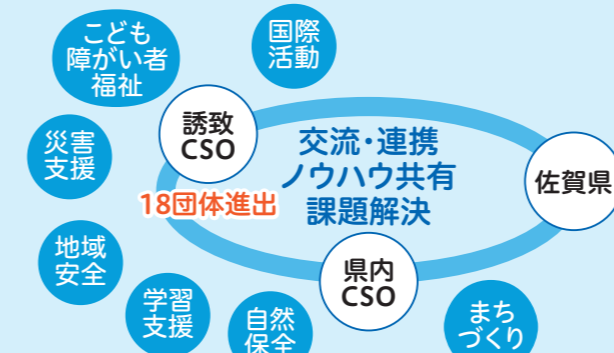 こども
障がい者
福祉
国際
活動
災害
支援
誘致
CSO
18団体進出
交流・連携
ノウハウ共有
課題解決
佐賀県
地域
安全
県内
CSO
学習
支援
自然
保全
まち
づくり